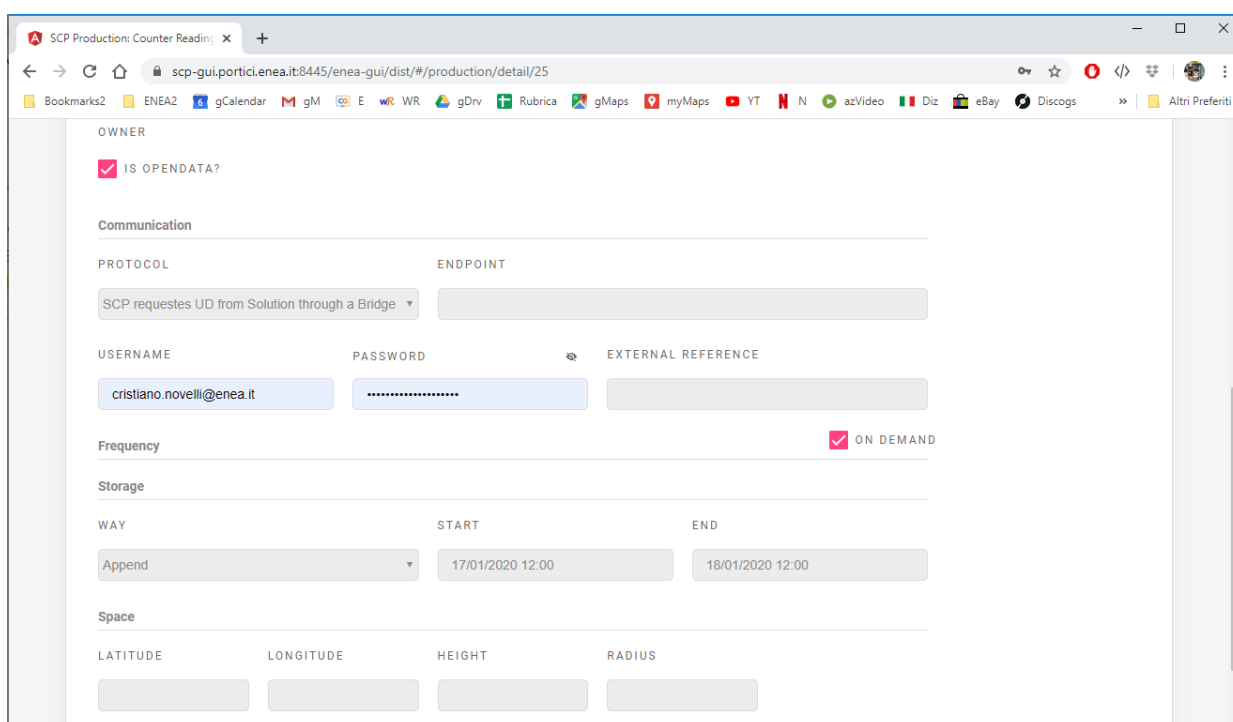 SCP Production: Counter Reading
scp-gui.portici.enea.it:8445/enea-gui/dist/#/production/detail/25
Bookmarks2 ENEA2 6 gCalendar gM CG E wR WR gDrv Rubrica gMaps myMaps YT N N azVideo Diz eBay Discogs » Altri Preferiti
OWNER
IS OPENDATA?
Communication
PROTOCOL ENDPOINT
SCP requestes UD from Solution through a Bridge
USERNAME PASSWORD EXTERNAL REFERENCE
cristiano.novelli@enea.it ••••••••••••••••••••
Frequency ON DEMAND
Storage
WAY START END
Append 17/01/2020 12:00 18/01/2020 12:00
Space
LATITUDE LONGITUDE HEIGHT RADIUS